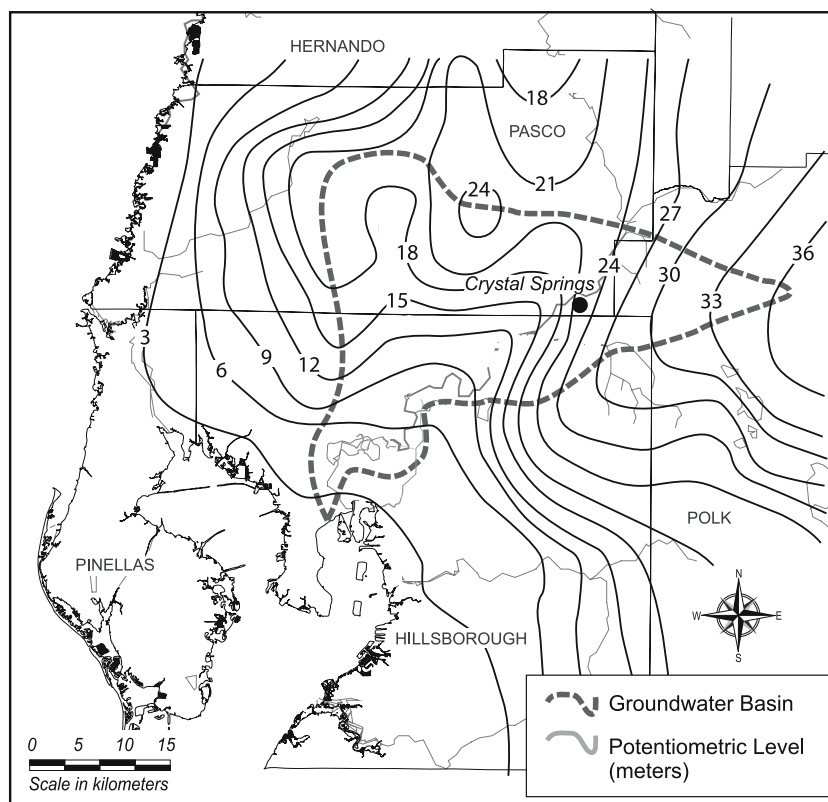 HERNANDO
18
PASCO
21
24
27
18
24
30
36
Crystal Springs
15
33
3
6
9
12
POLK
PINELLAS
N
W E
S
HILLSBOROUGH
Groundwater Basin
0 5 10 15
Potentiometric Level
(meters)
Scale in kilometers